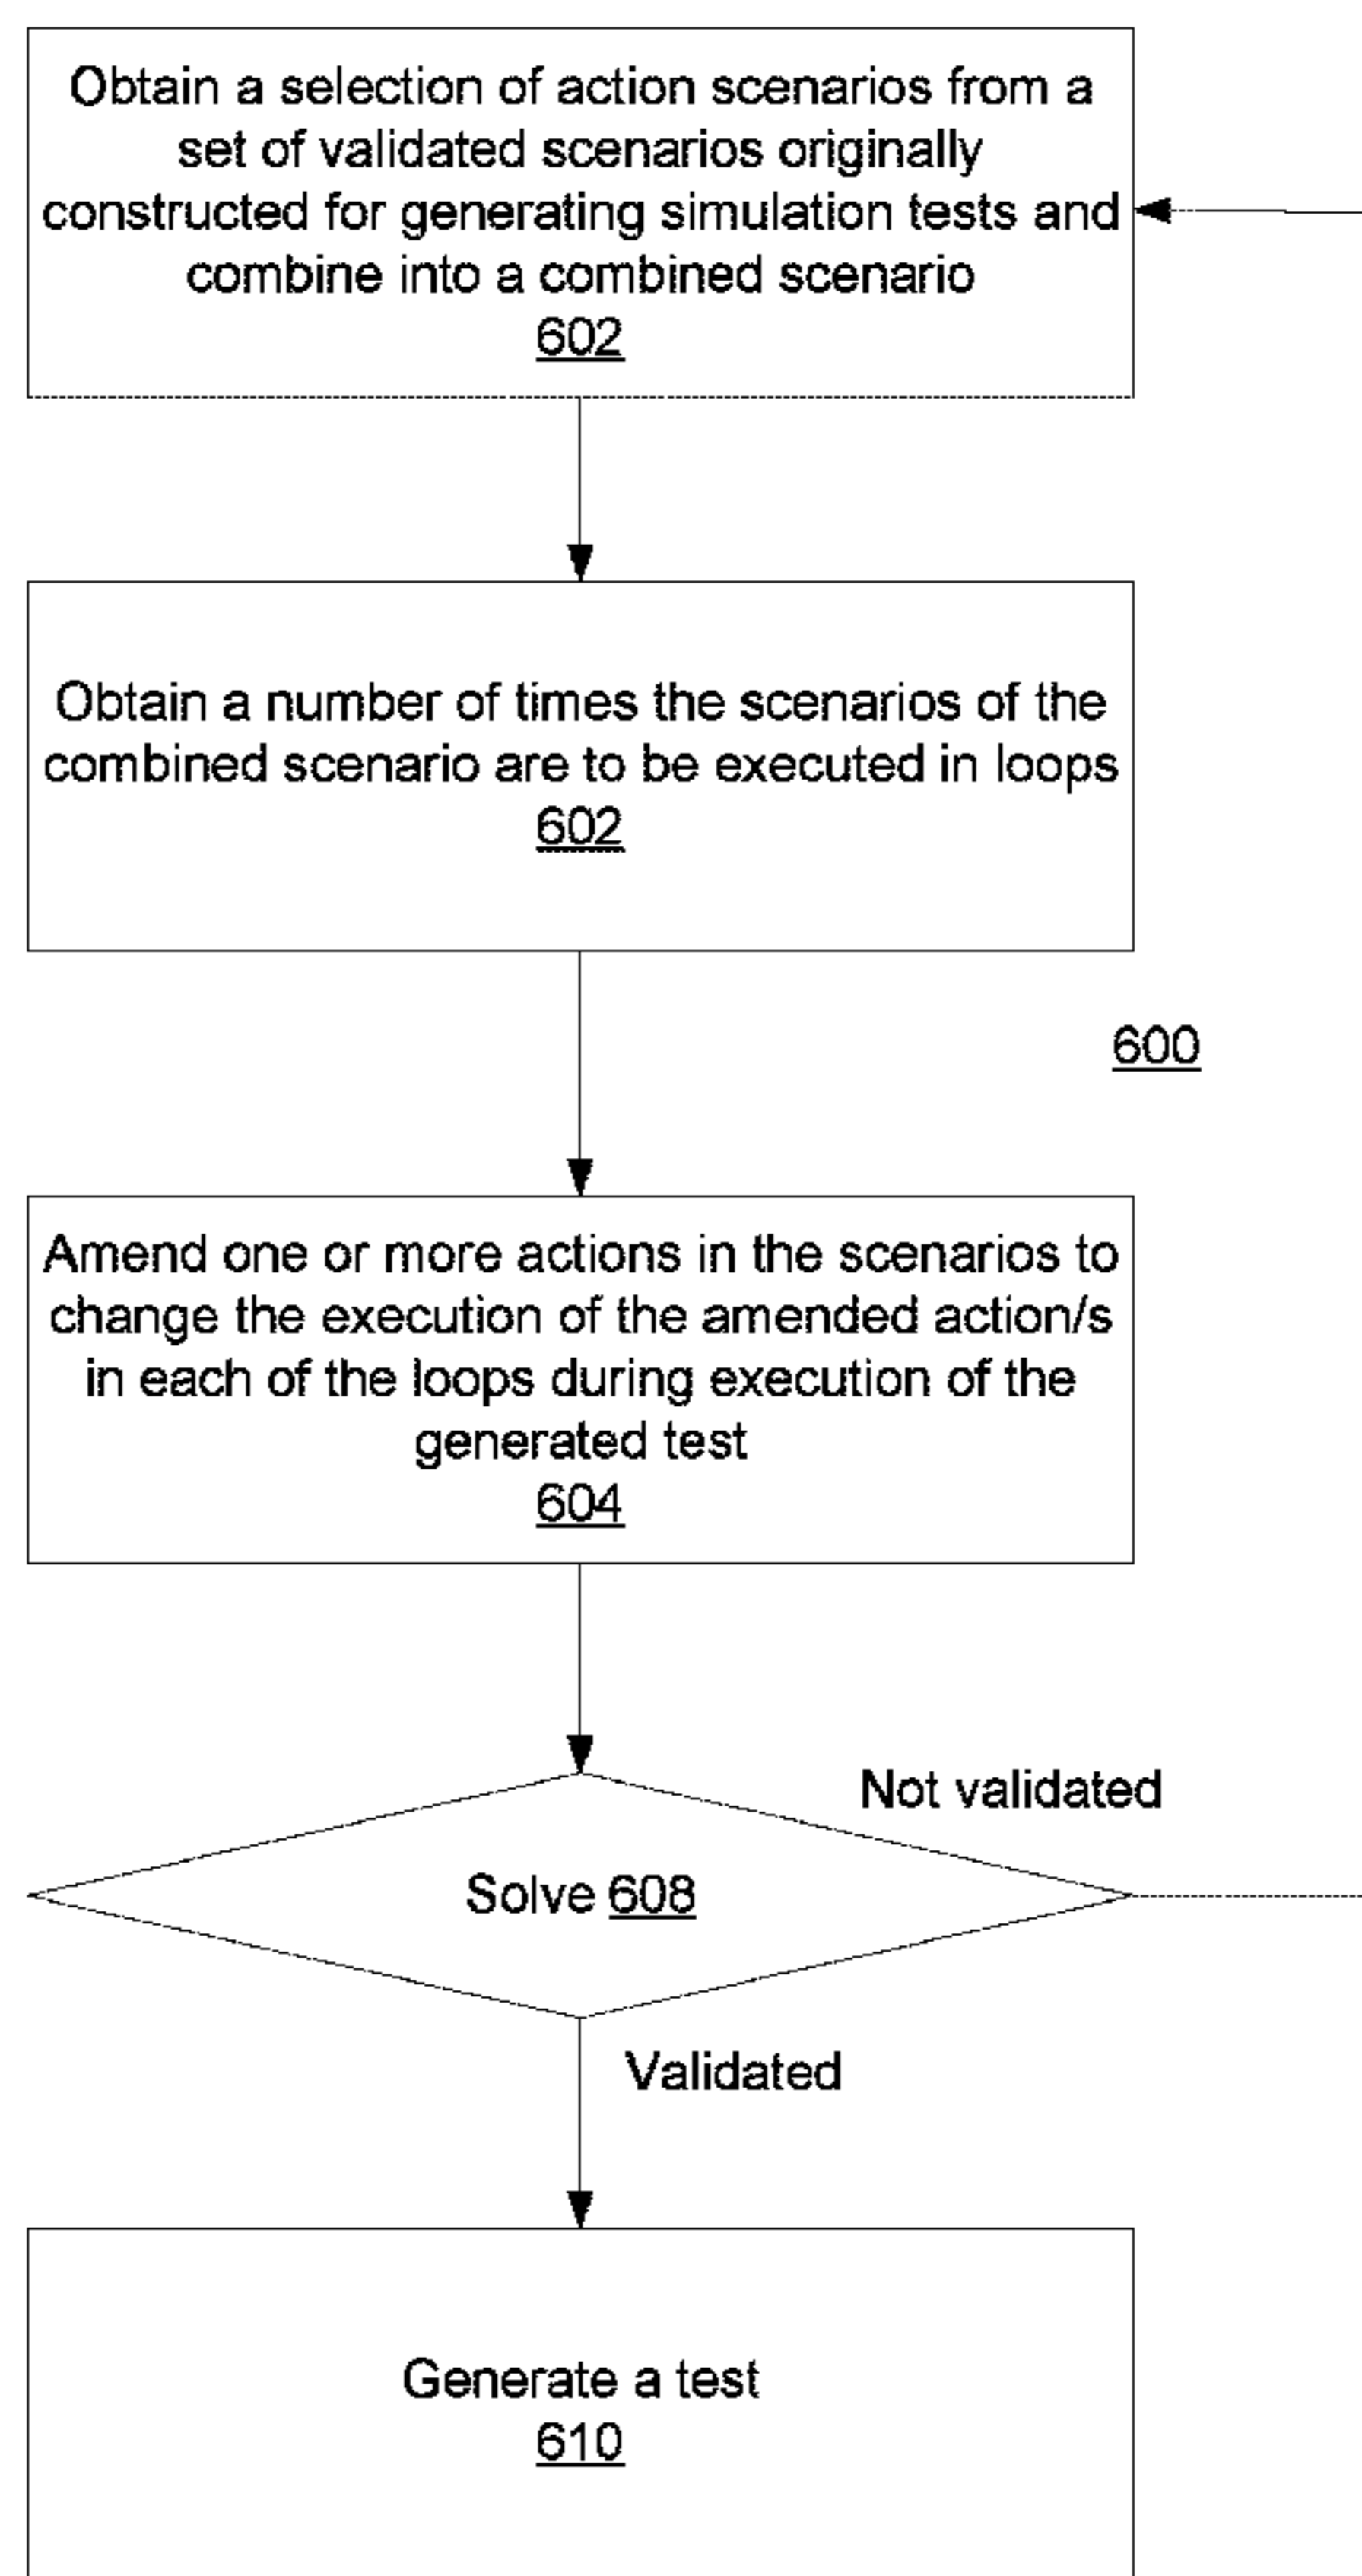 Obtain a selection of action scenarios from a
set of validated scenarios originally
constructed for generating simulation tests and
combine into a combined scenario
602
Obtain a number of times the scenarios of the
combined scenario are to be executed in loops
602
600
Amend one or more actions in the scenarios to
change the execution of the amended action/s
in each of the loops during execution of the
generated test
604
Not validated
Solve 608
Validated
Generate a test
610